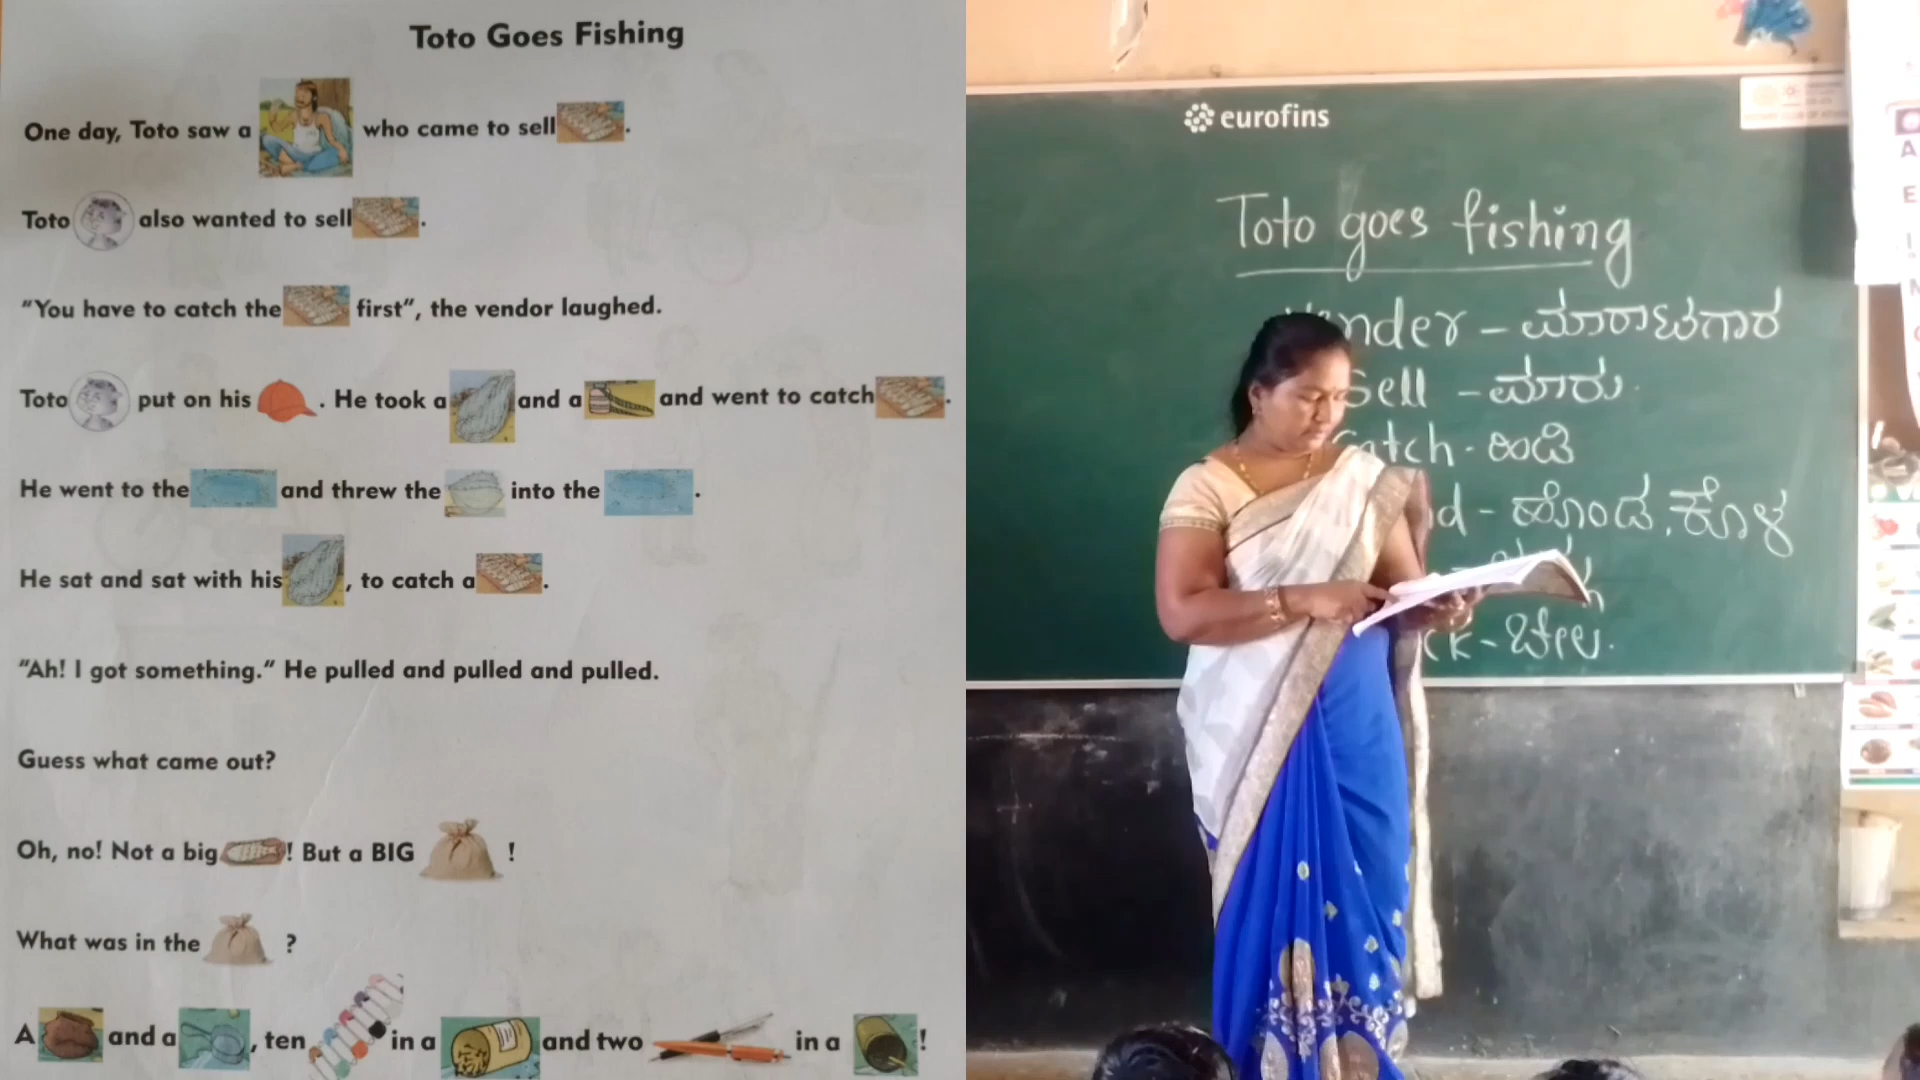 Toto Goes Fishing
One day, Toto saw a who came to sell .
Toto also wanted to sell .
“You have to catch the first”, the vendor laughed.
Toto put on his . He took a and a and went to catch .
He went to the and threw the into the .
He sat and sat with his , to catch a .
“Ah! I got something.” He pulled and pulled and pulled.
Guess what came out?
Oh, no! Not a big ! But a BIG !
What was in the ?
A and a , ten in a and two in a !
eurofins
Toto goes fishing
nder - ಮಾರಾಟಗಾರ
Sell - ಮಾರು.
atch - ಹಿಡಿ
d - ಹೊಂಡ, ಕೊಳ
ck - ಚೀಲ.
A
E
I